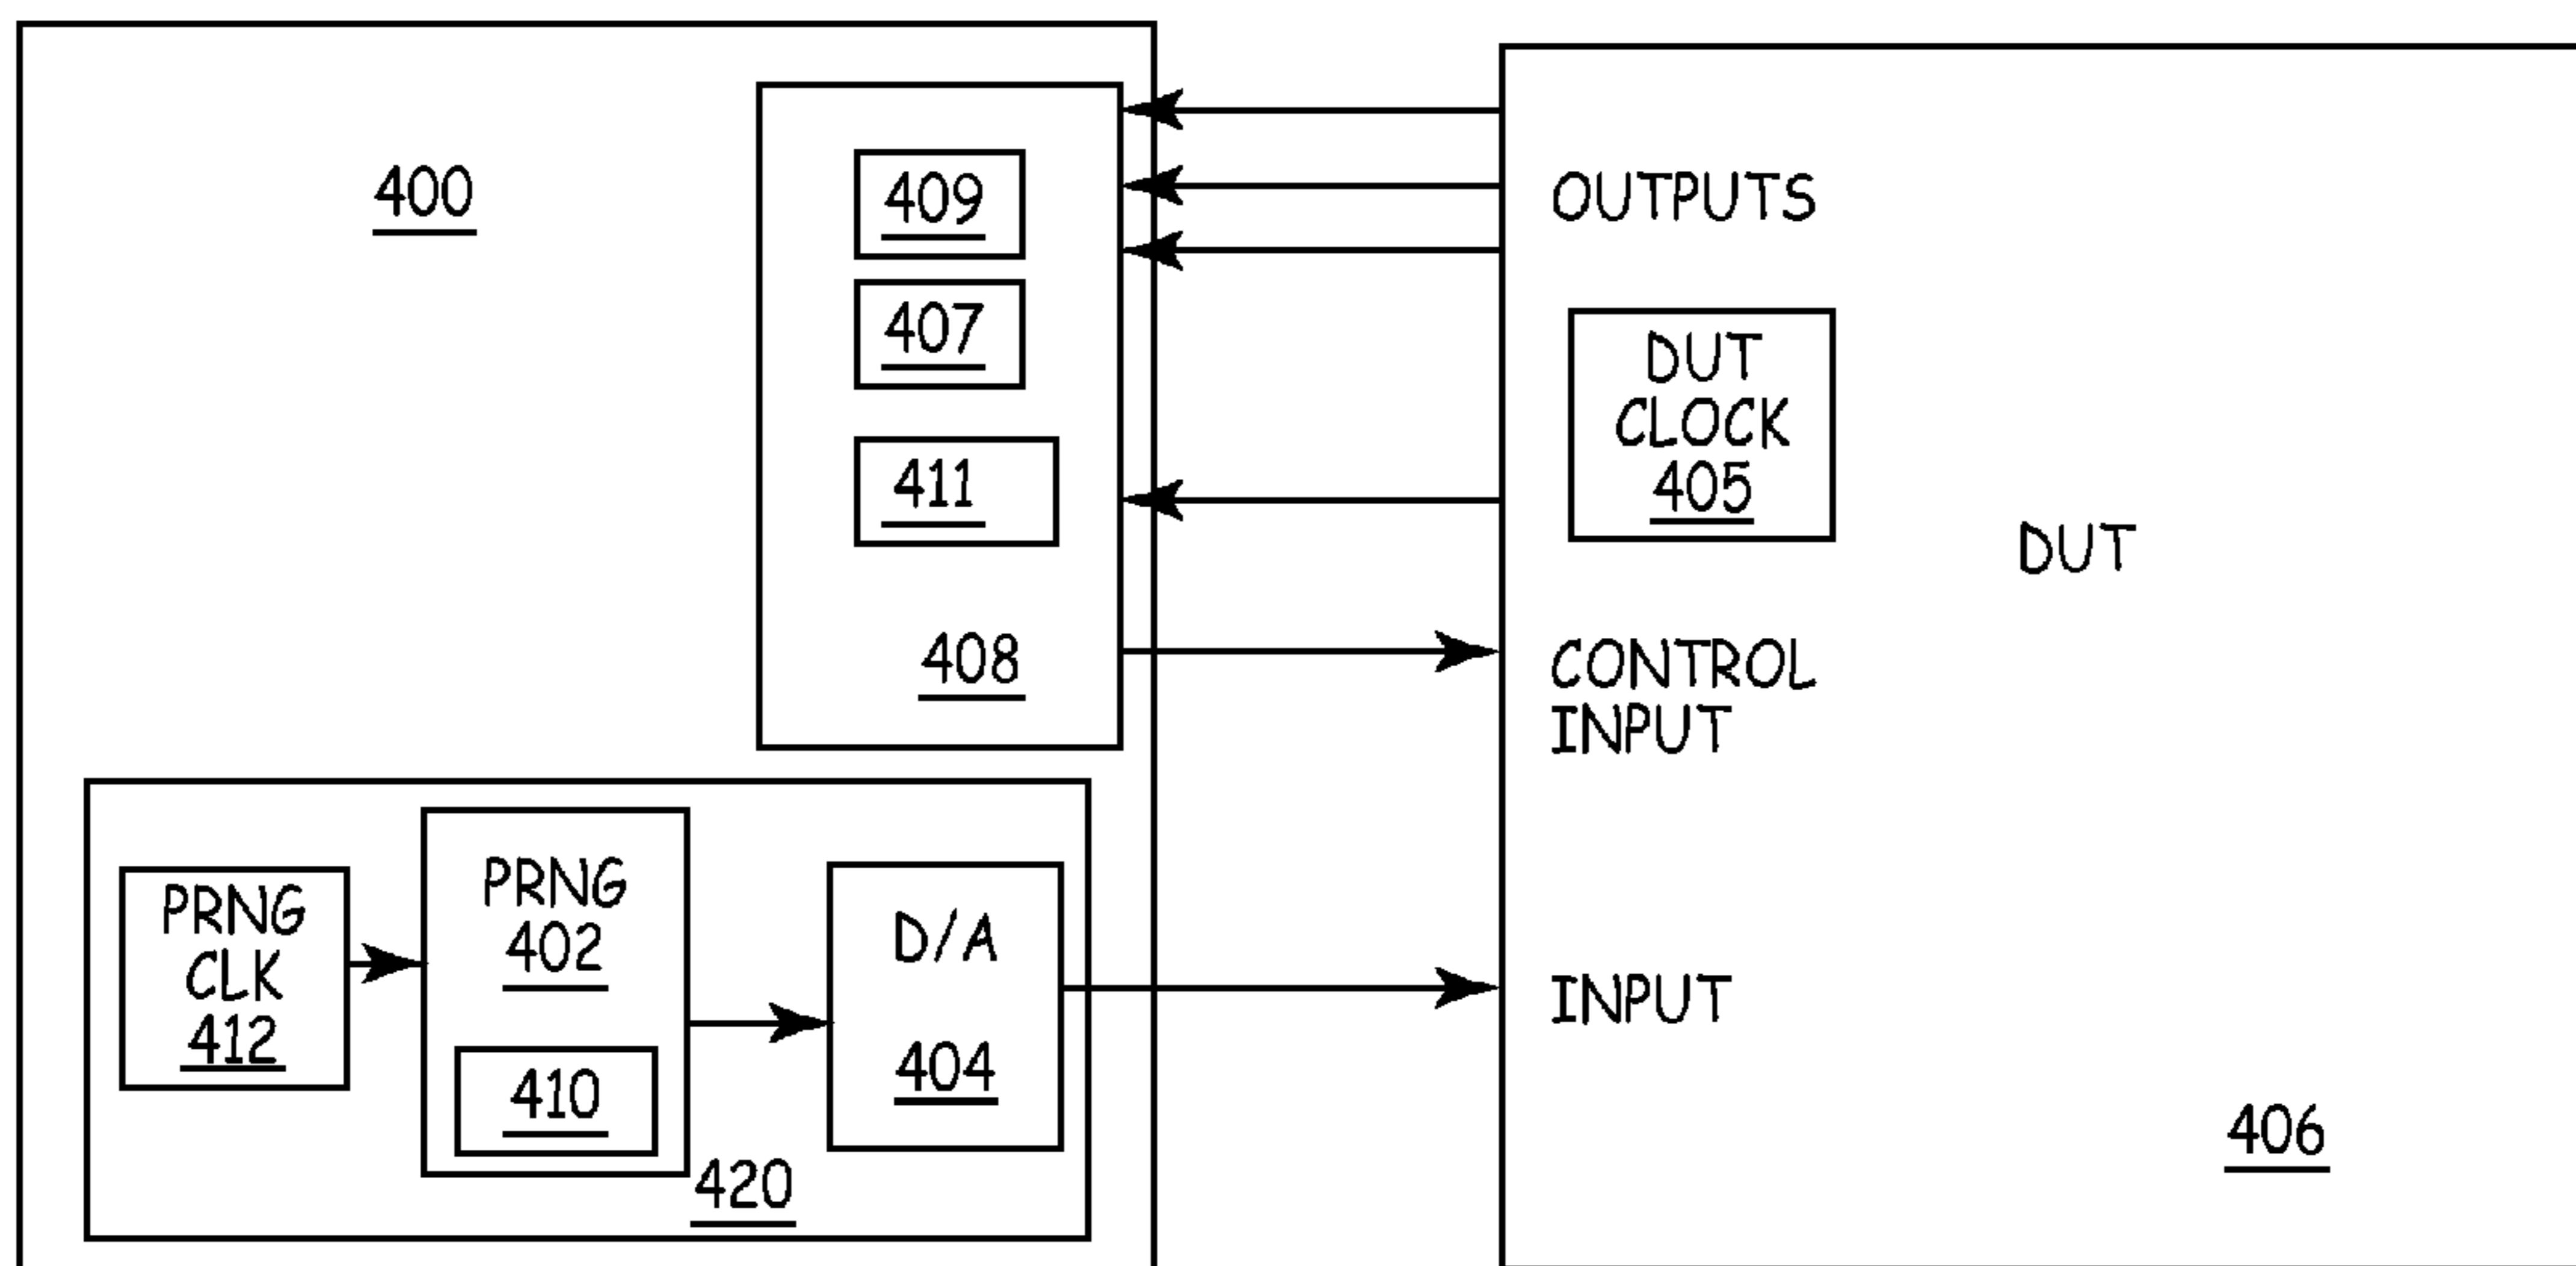 400
409
407
411
408
OUTPUTS
DUT
CLOCK
405
DUT
CONTROL
INPUT
INPUT
406
PRNG
CLK
412
PRNG
402
410
420
D/A
404